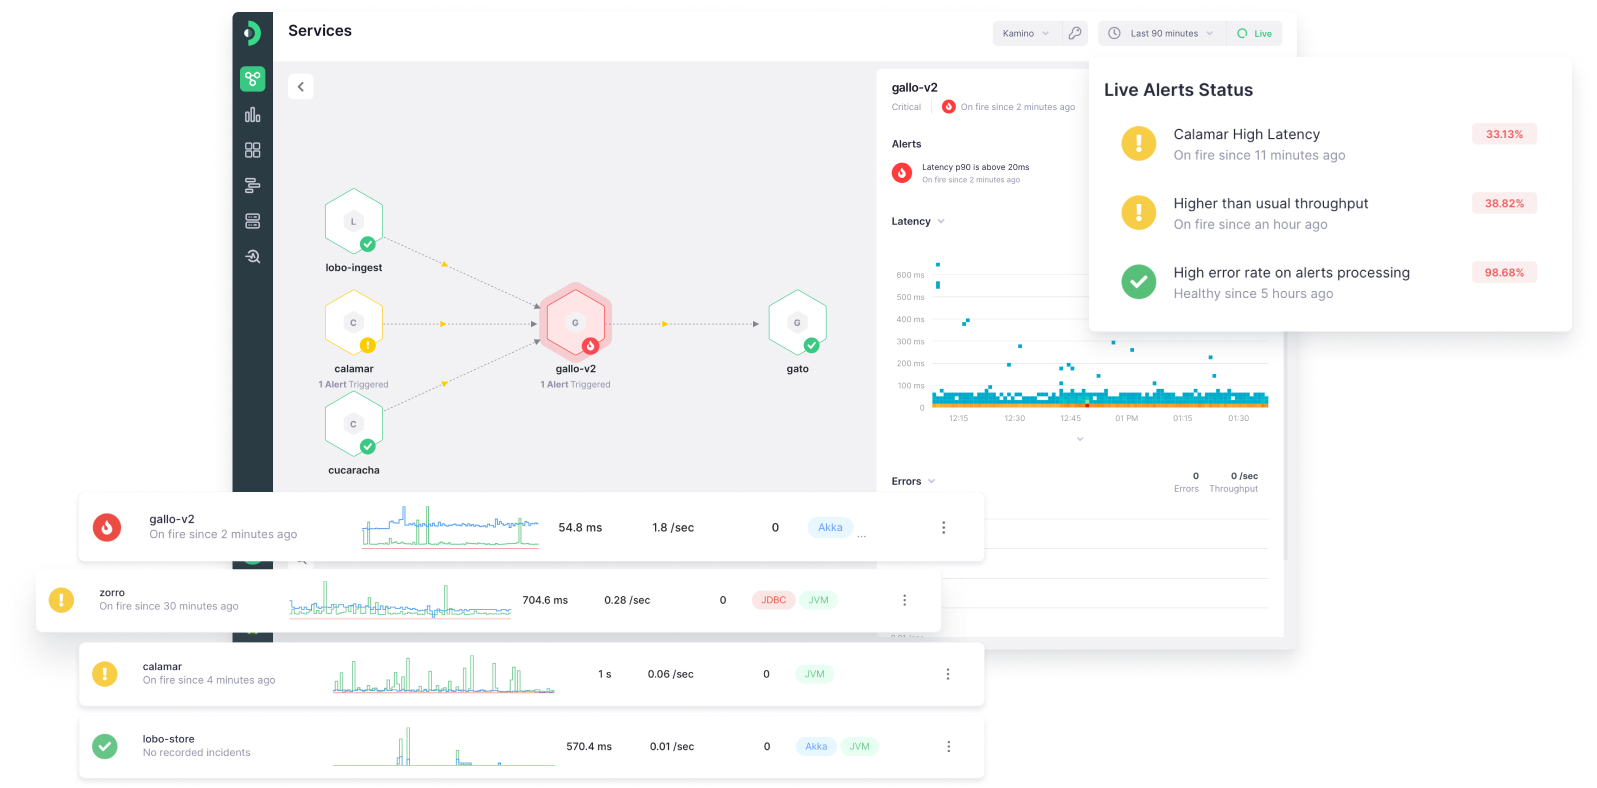 Services
Kamino
Last 90 minutes
Live
gallo-v2
Critical
On fire since 2 minutes ago
Alerts
Latency p90 is above 20ms
On fire since 2 minutes ago
Latency
600 ms
500 ms
400 ms
300 ms
200 ms
100 ms
0
12:15 12:30 12:45 01 PM 01:15 01:30
Errors
0 0 /sec
Errors Throughput
Live Alerts Status
Calamar High Latency
33.13%
On fire since 11 minutes ago
Higher than usual throughput
38.82%
On fire since an hour ago
High error rate on alerts processing
98.68%
Healthy since 5 hours ago
L
lobo-ingest
C
calamar
1 Alert Triggered
C
cucaracha
G
gallo-v2
1 Alert Triggered
G
gato
gallo-v2
On fire since 2 minutes ago
54.8 ms 1.8 /sec 0 Akka ...
zorro
On fire since 30 minutes ago
704.6 ms 0.28 /sec 0 JDBC JVM
calamar
On fire since 4 minutes ago
1 s 0.06 /sec 0 JVM
lobo-store
No recorded incidents
570.4 ms 0.01 /sec 0 Akka JVM